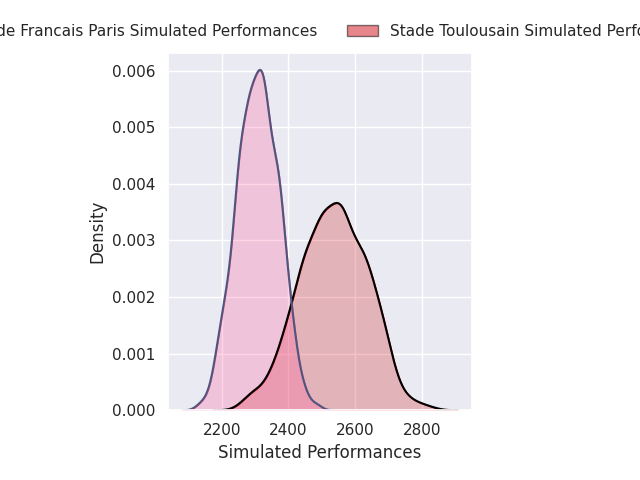 de Francais Paris Simulated Performances Stade Toulousain Simulated Perfo
0.006
0.005
0.004
0.003
0.002
0.001
0.000
Density
2200 2400 2600 2800
Simulated Performances